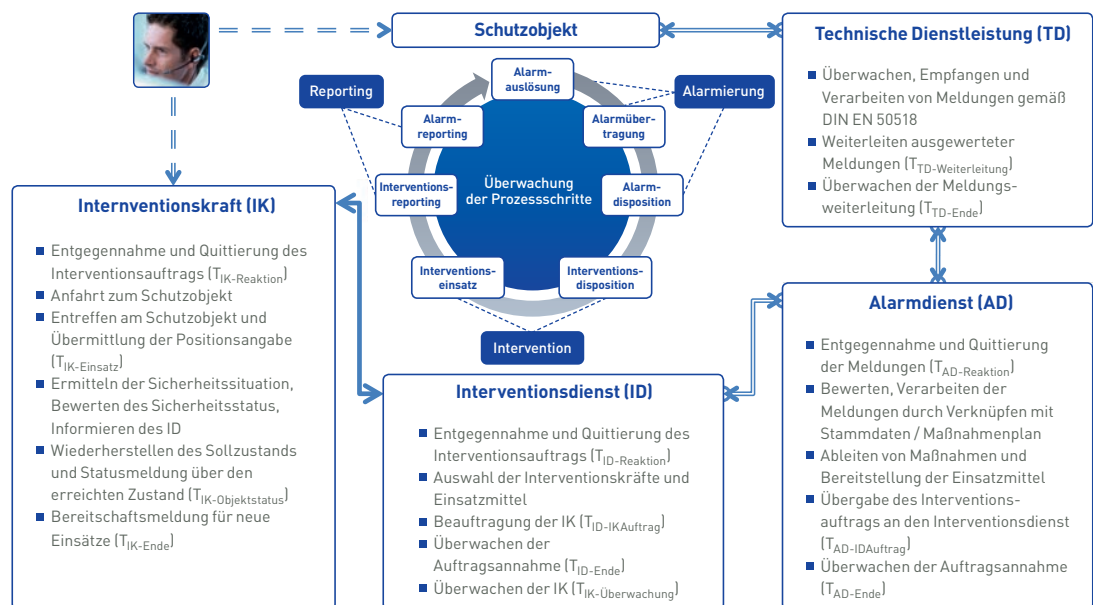 Schutzobjekt
Technische Dienstleistung (TD)
Überwachen, Empfangen und
Verarbeiten von Meldungen gemäß
DIN EN 50518
Weiterleiten ausgewerteter
Meldungen (TTD-Weiterleitung)
Überwachen der Meldungs-
weiterleitung (TTD-Ende)
Reporting
Alarmierung
Alarm-
auslösung
Alarmüber-
tragung
Alarm-
disposition
Interventions-
disposition
Interventions-
einsatz
Interventions-
reporting
Alarm-
reporting
Überwachung
der Prozessschritte
Intervention
Internventionskraft (IK)
Entgegennahme und Quittierung des
Interventionsauftrags (TIK-Reaktion)
Anfahrt zum Schutzobjekt
Entreffen am Schutzobjekt und
Übermittlung der Positionsangabe
(TIK-Einsatz)
Ermitteln der Sicherheitssituation,
Bewerten des Sicherheitsstatus,
Informieren des ID
Wiederherstellen des Sollzustands
und Statusmeldung über den
erreichten Zustand (TIK-Objektstatus)
Bereitschaftsmeldung für neue
Einsätze (TIK-Ende)
Interventionsdienst (ID)
Entgegennahme und Quittierung des
Interventionsauftrags (TID-Reaktion)
Auswahl der Interventionskräfte und
Einsatzmittel
Beauftragung der IK (TID-IKAuftrag)
Überwachen der
Auftragsannahme (TID-Ende)
Überwachen der IK (TIK-Überwachung)
Alarmdienst (AD)
Entgegennahme und Quittierung
der Meldungen (TAD-Reaktion)
Bewerten, Verarbeiten der
Meldungen durch Verknüpfen mit
Stammdaten / Maßnahmenplan
Ableiten von Maßnahmen und
Bereitstellung der Einsatzmittel
Übergabe des Interventions-
auftrags an den Interventionsdienst
(TAD-IDAuftrag)
Überwachen der Auftragsannahme
(TAD-Ende)